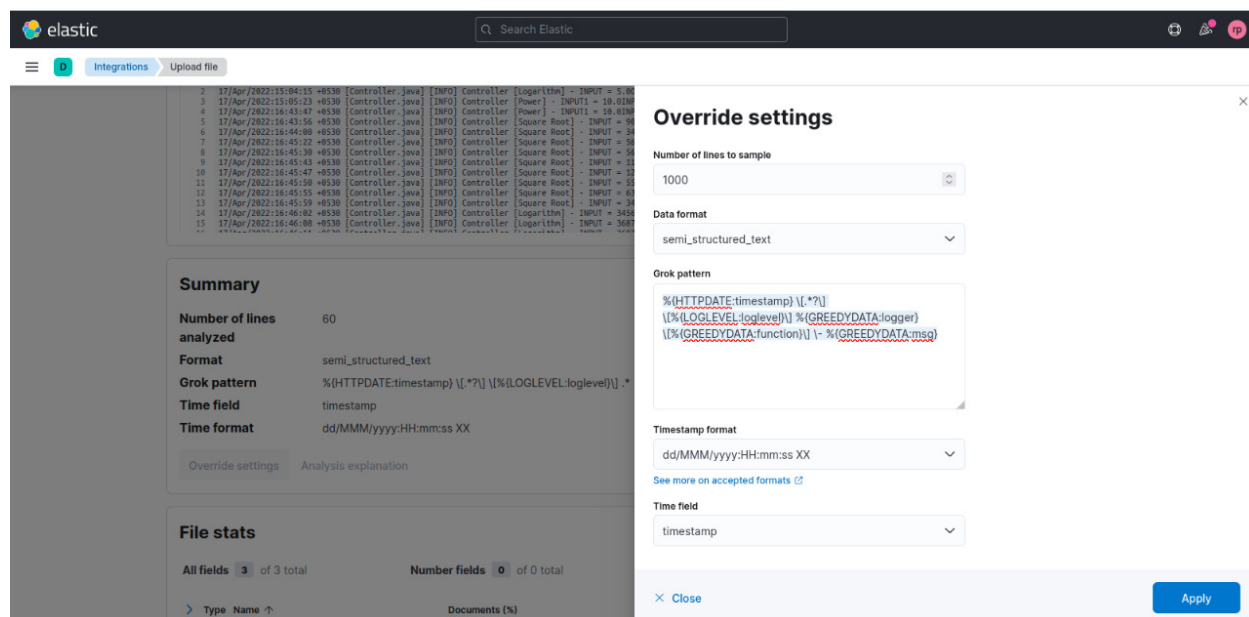 elastic
Search Elastic
rp
D
Integrations
Upload file
2 17/Apr/2022:15:04:15 +0530 [Controller.java] [INFO] Controller [Logarithm] - INPUT = 5.00
3 17/Apr/2022:15:05:23 +0530 [Controller.java] [INFO] Controller [Power] - INPUT1 = 10.0INP
4 17/Apr/2022:16:43:47 +0530 [Controller.java] [INFO] Controller [Power] - INPUT1 = 10.0INP
5 17/Apr/2022:16:43:56 +0530 [Controller.java] [INFO] Controller [Square Root] - INPUT = 90
6 17/Apr/2022:16:44:00 +0530 [Controller.java] [INFO] Controller [Square Root] - INPUT = 34
7 17/Apr/2022:16:45:22 +0530 [Controller.java] [INFO] Controller [Square Root] - INPUT = 56
8 17/Apr/2022:16:45:30 +0530 [Controller.java] [INFO] Controller [Square Root] - INPUT = 56
9 17/Apr/2022:16:45:43 +0530 [Controller.java] [INFO] Controller [Square Root] - INPUT = 11
10 17/Apr/2022:16:45:47 +0530 [Controller.java] [INFO] Controller [Square Root] - INPUT = 12
11 17/Apr/2022:16:45:50 +0530 [Controller.java] [INFO] Controller [Square Root] - INPUT = 55
12 17/Apr/2022:16:45:55 +0530 [Controller.java] [INFO] Controller [Square Root] - INPUT = 61
13 17/Apr/2022:16:45:59 +0530 [Controller.java] [INFO] Controller [Square Root] - INPUT = 34
14 17/Apr/2022:16:46:02 +0530 [Controller.java] [INFO] Controller [Logarithm] - INPUT = 3456
15 17/Apr/2022:16:46:08 +0530 [Controller.java] [INFO] Controller [Logarithm] - INPUT = 3687
Summary
Number of lines analyzed 60
Format semi_structured_text
Grok pattern %{HTTPDATE:timestamp} \[.*?\] \[%{LOGLEVEL:loglevel}\] .*
Time field timestamp
Time format dd/MMM/yyyy:HH:mm:ss XX
Override settings Analysis explanation
File stats
All fields 3 of 3 total Number fields 0 of 0 total
Type Name ↑ Documents (%)
Override settings
Number of lines to sample
1000
Data format
semi_structured_text
Grok pattern
%{HTTPDATE:timestamp} \[.*?\]
\[%{LOGLEVEL:loglevel}\] %{GREEDYDATA:logger}
\[%{GREEDYDATA:function}\] \- %{GREEDYDATA:msg}
Timestamp format
dd/MMM/yyyy:HH:mm:ss XX
See more on accepted formats
Time field
timestamp
Close
Apply